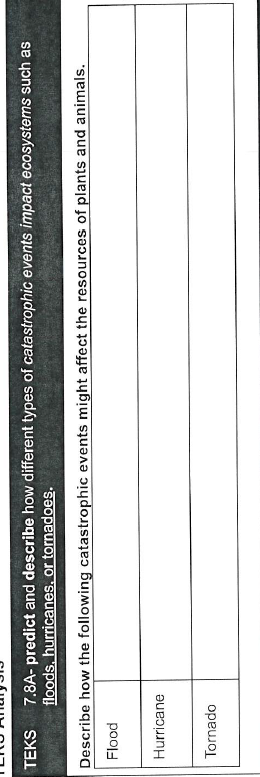 TEKS Analysis
TEKS 7.8A- predict and describe how different types of catastrophic events impact ecosystems such as
floods, hurricanes, or tornadoes.
Describe how the following catastrophic events might affect the resources of plants and animals.
Flood
Hurricane
Tornado